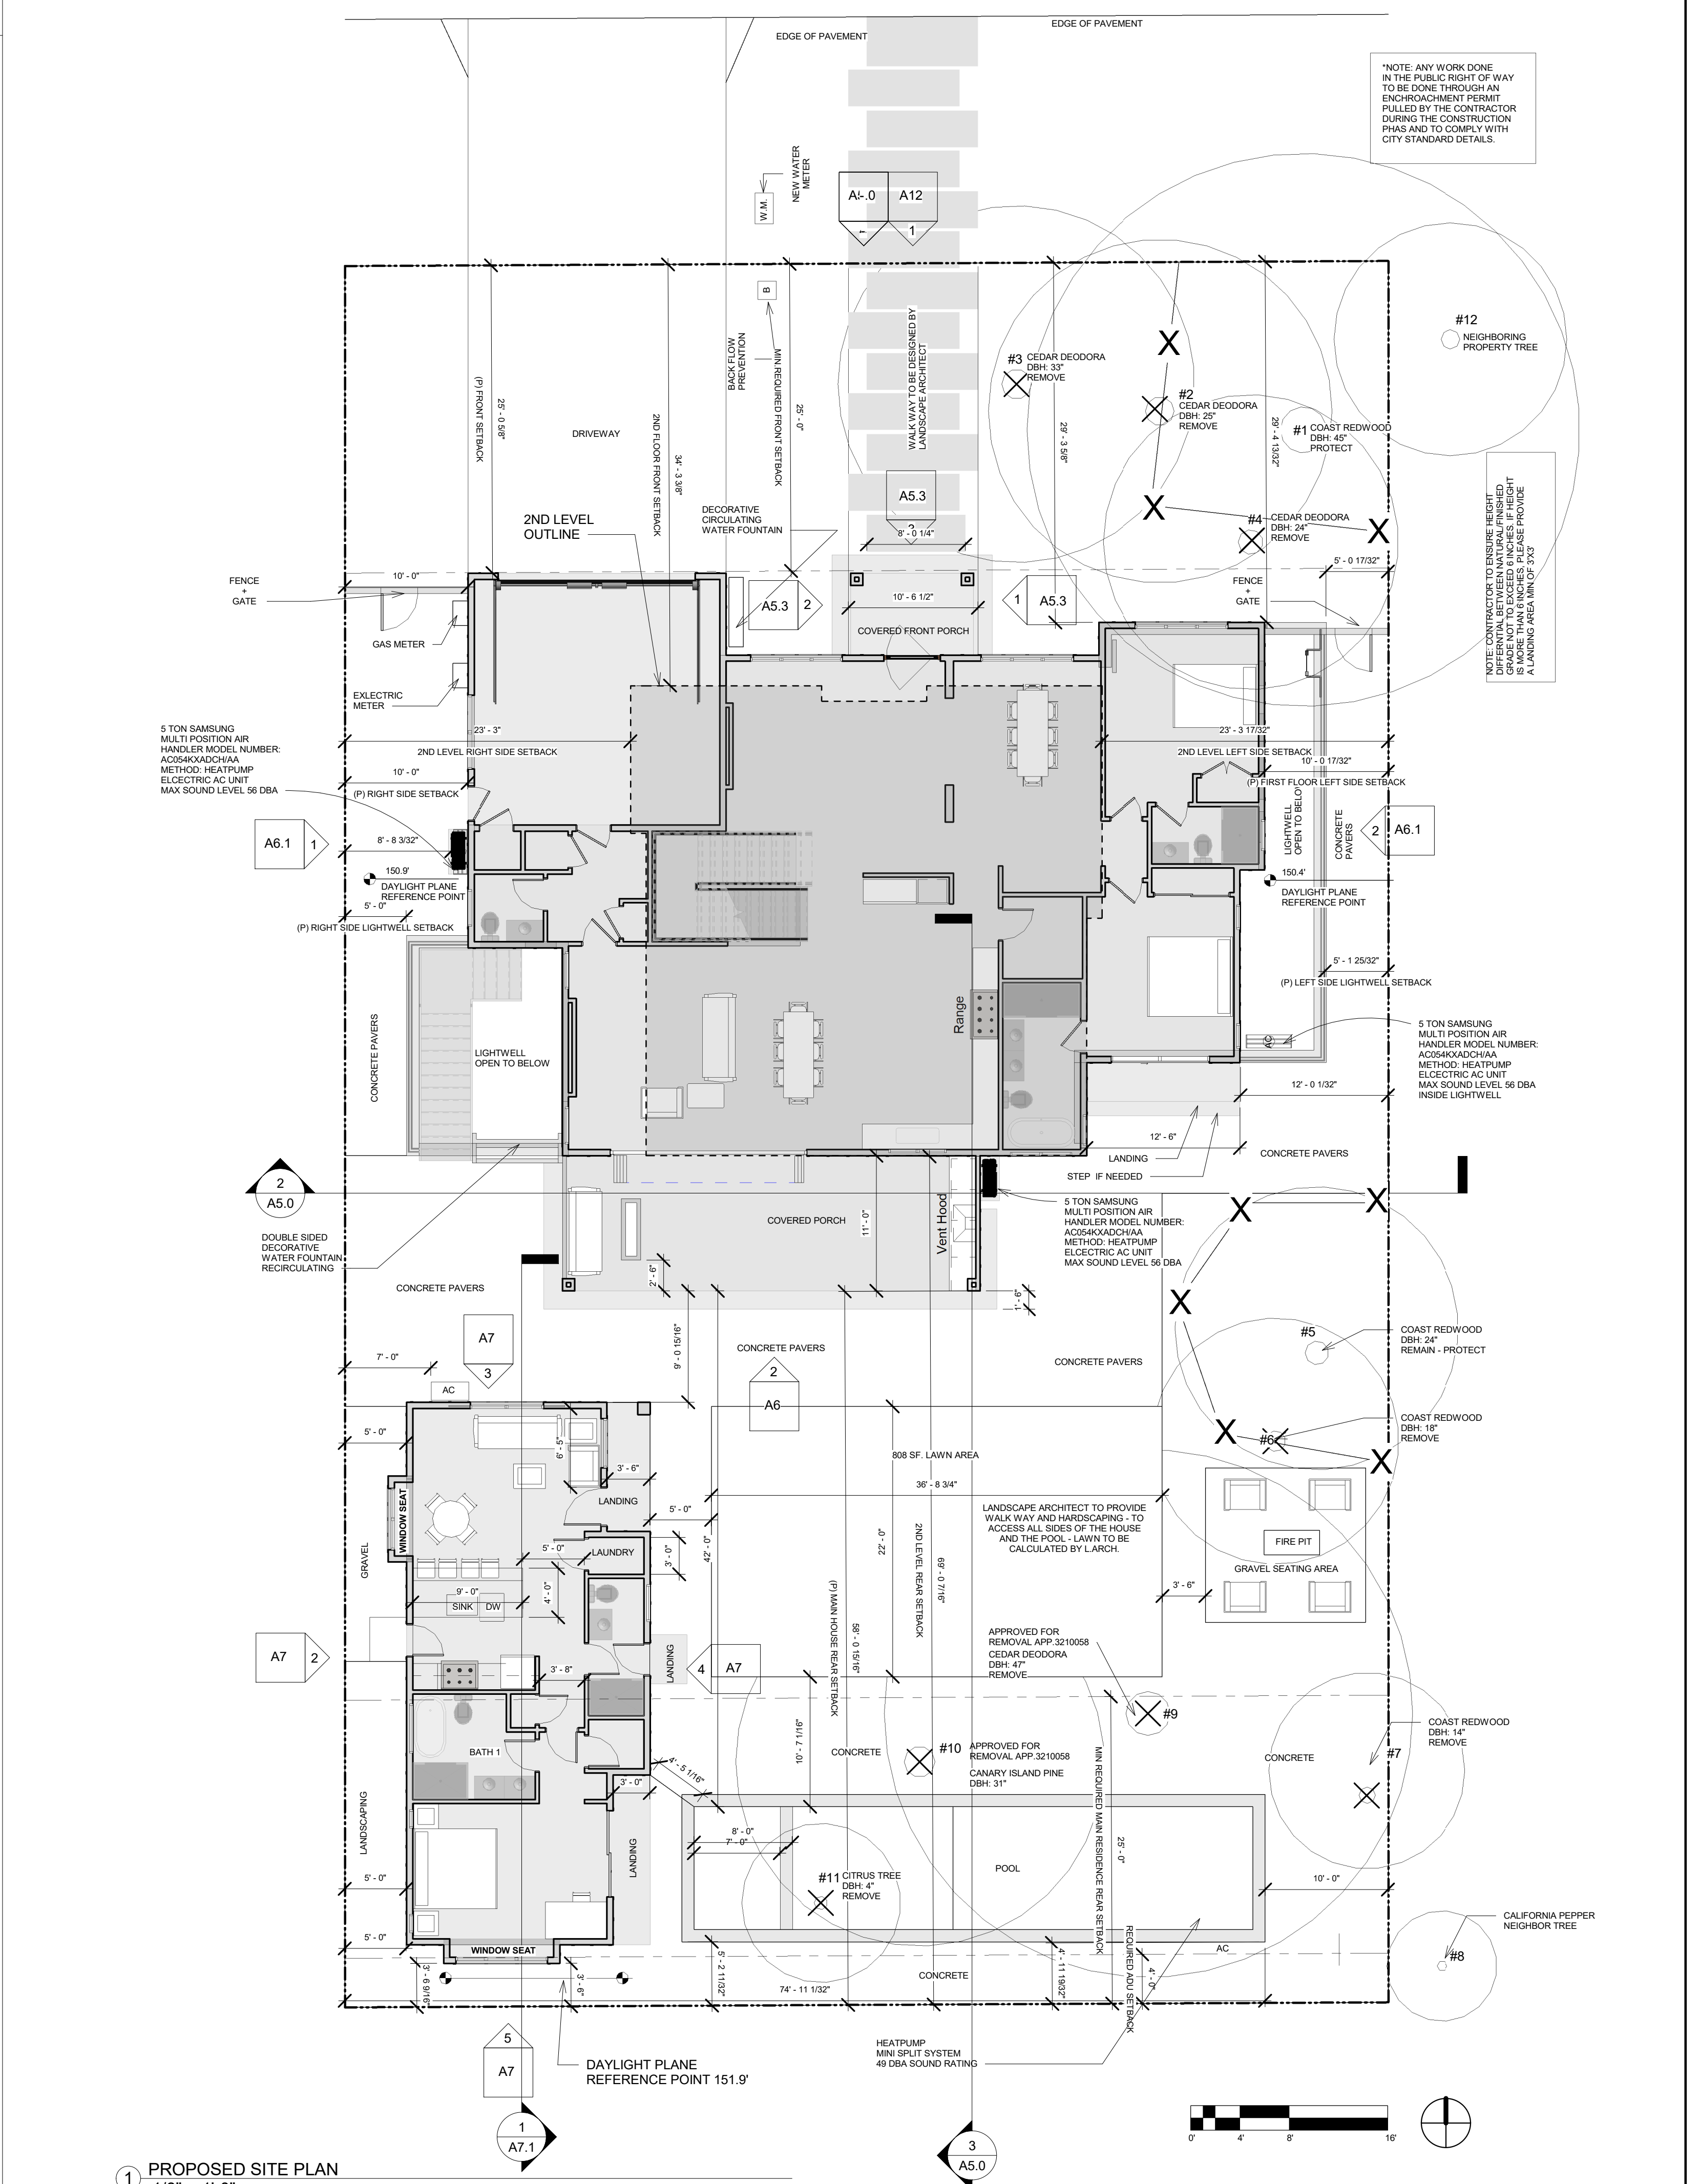 EDGE OF PAVEMENT
EDGE OF PAVEMENT
*NOTE: ANY WORK DONE
IN THE PUBLIC RIGHT OF WAY
TO BE DONE THROUGH AN
ENCHROACHMENT PERMIT
PULLED BY THE CONTRACTOR
DURING THE CONSTRUCTION
PHAS AND TO COMPLY WITH
CITY STANDARD DETAILS.
NEW WATER
METER
W.M.
A12
1
B
BACK FLOW
PREVENTION
MIN.REQUIRED FRONT SETBACK
25' - 0"
(P) FRONT SETBACK
25' - 0 5/8"
DRIVEWAY
2ND FLOOR FRONT SETBACK
34' - 3 3/8"
WALK WAY TO BE DESIGNED BY
LANDSCAPE ARCHITECT
#3
CEDAR DEODORA
DBH: 33"
REMOVE
X
#2
CEDAR DEODORA
DBH: 25"
REMOVE
29' - 3 5/8"
29' - 4 13/32"
#1
COAST REDWOOD
DBH: 45"
PROTECT
#12
NEIGHBORING
PROPERTY TREE
X
#4
CEDAR DEODORA
DBH: 24"
REMOVE
X
NOTE: CONTRACTOR TO ENSURE HEIGHT
DIFFERNTIAL BETWEEN NATURAL/FINISHED
GRADE NOT TO EXCEED 6 INCHES. IF HEIGHT
IS MORE THAN 6 INCHES, PLEASE PROVIDE
A LANDING AREA MIN OF 3'X3'
2ND LEVEL
OUTLINE
DECORATIVE
CIRCULATING
WATER FOUNTAIN
A5.3
8' - 0 1/4"
FENCE
+
GATE
10' - 0"
GAS METER
EXLECTRIC
METER
A5.3
2
10' - 6 1/2"
COVERED FRONT PORCH
1
A5.3
FENCE
+
GATE
5' - 0 17/32"
5 TON SAMSUNG
MULTI POSITION AIR
HANDLER MODEL NUMBER:
AC054KXADCH/AA
METHOD: HEATPUMP
ELCECTRIC AC UNIT
MAX SOUND LEVEL 56 DBA
23' - 3"
2ND LEVEL RIGHT SIDE SETBACK
10' - 0"
(P) RIGHT SIDE SETBACK
23' - 3 17/32"
2ND LEVEL LEFT SIDE SETBACK
10' - 0 17/32"
(P) FIRST FLOOR LEFT SIDE SETBACK
A6.1
1
8' - 8 3/32"
150.9'
DAYLIGHT PLANE
REFERENCE POINT
5' - 0"
(P) RIGHT SIDE LIGHTWELL SETBACK
LIGHTWELL
OPEN TO BELOW
CONCRETE
PAVERS
2
A6.1
150.4'
DAYLIGHT PLANE
REFERENCE POINT
5' - 1 25/32"
(P) LEFT SIDE LIGHTWELL SETBACK
CONCRETE PAVERS
LIGHTWELL
OPEN TO BELOW
Range
AC
5 TON SAMSUNG
MULTI POSITION AIR
HANDLER MODEL NUMBER:
AC054KXADCH/AA
METHOD: HEATPUMP
ELCECTRIC AC UNIT
MAX SOUND LEVEL 56 DBA
INSIDE LIGHTWELL
12' - 0 1/32"
12' - 6"
LANDING
STEP IF NEEDED
CONCRETE PAVERS
2
A5.0
DOUBLE SIDED
DECORATIVE
WATER FOUNTAIN
RECIRCULATING
COVERED PORCH
11' - 0"
Vent Hood
5 TON SAMSUNG
MULTI POSITION AIR
HANDLER MODEL NUMBER:
AC054KXADCH/AA
METHOD: HEATPUMP
ELCECTRIC AC UNIT
MAX SOUND LEVEL 56 DBA
X
X
X
CONCRETE PAVERS
2' - 6"
1' - 6"
A7
3
9' - 0 15/16"
CONCRETE PAVERS
CONCRETE PAVERS
#5
COAST REDWOOD
DBH: 24"
REMAIN - PROTECT
7' - 0"
AC
2
A6
X
#6
COAST REDWOOD
DBH: 18"
REMOVE
X
5' - 0"
6' - 5"
3' - 6"
LANDING
5' - 0"
808 SF. LAWN AREA
36' - 8 3/4"
LANDSCAPE ARCHITECT TO PROVIDE
WALK WAY AND HARDSCAPING - TO
ACCESS ALL SIDES OF THE HOUSE
AND THE POOL - LAWN TO BE
CALCULATED BY L.ARCH.
WINDOW SEAT
GRAVEL
5' - 0"
LAUNDRY
3' - 0"
42' - 0"
22' - 0"
2ND LEVEL REAR SETBACK
69' - 0 7/16"
FIRE PIT
GRAVEL SEATING AREA
3' - 6"
9' - 0"
SINK
DW
4' - 0"
(P) MAIN HOUSE REAR SETBACK
58' - 0 15/16"
A7
2
3' - 8"
LANDING
4
A7
APPROVED FOR
REMOVAL APP.3210058
CEDAR DEODORA
DBH: 47"
REMOVE
#9
BATH 1
10' - 7 1/16"
CONCRETE
#10
APPROVED FOR
REMOVAL APP.3210058
CANARY ISLAND PINE
DBH: 31"
CONCRETE
COAST REDWOOD
DBH: 14"
REMOVE
#7
4' - 5 1/16"
3' - 0"
LANDSCAPING
LANDING
8' - 0"
7' - 0"
#11
CITRUS TREE
DBH: 4"
REMOVE
POOL
MIN REQUIRED MAIN RESIDENCE REAR SETBACK
25' - 0"
5' - 0"
10' - 0"
5' - 0"
WINDOW SEAT
CALIFORNIA PEPPER
NEIGHBOR TREE
#8
AC
3' - 6 9/16"
3' - 6"
5' - 2 11/32"
CONCRETE
74' - 11 1/32"
4' - 11 19/32"
4' - 0"
REQUIRED ADU SETBACK
5
A7
DAYLIGHT PLANE
REFERENCE POINT 151.9'
HEATPUMP
MINI SPLIT SYSTEM
49 DBA SOUND RATING
1
A7.1
3
A5.0
0'
4'
8'
16'
1
PROPOSED SITE PLAN